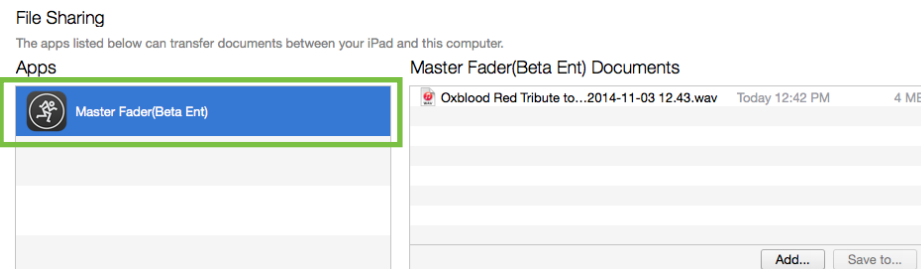 File Sharing
The apps listed below can transfer documents between your iPad and this computer.
Apps
Master Fader(Beta Ent) Documents
Master Fader(Beta Ent)
Oxblood Red Tribute to...2014-11-03 12.43.wav Today 12:42 PM 4 MB
Add... Save to...